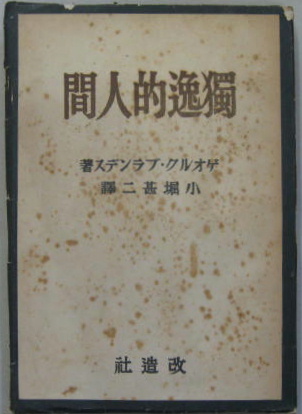 獨逸的人間
ゲオルク・ブランデス著
小堀甚二譯
改造社